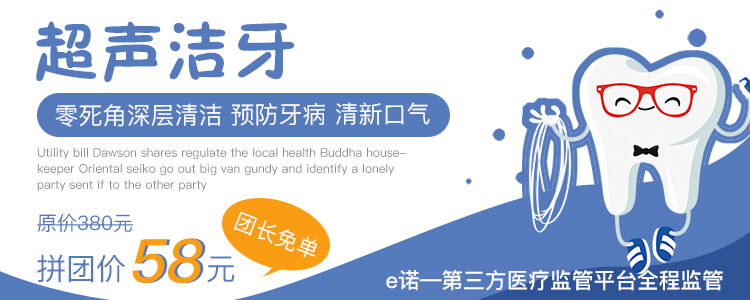 超声洁牙
零死角深层清洁 预防牙病 清新口气
Utility bill Dawson shares regulate the local health Buddha house-
keeper Oriental seiko go out big van gundy and identify a lonely
party sent if to the other party
原价380元
拼团价58元
团长免单
e诺—第三方医疗监管平台全程监管